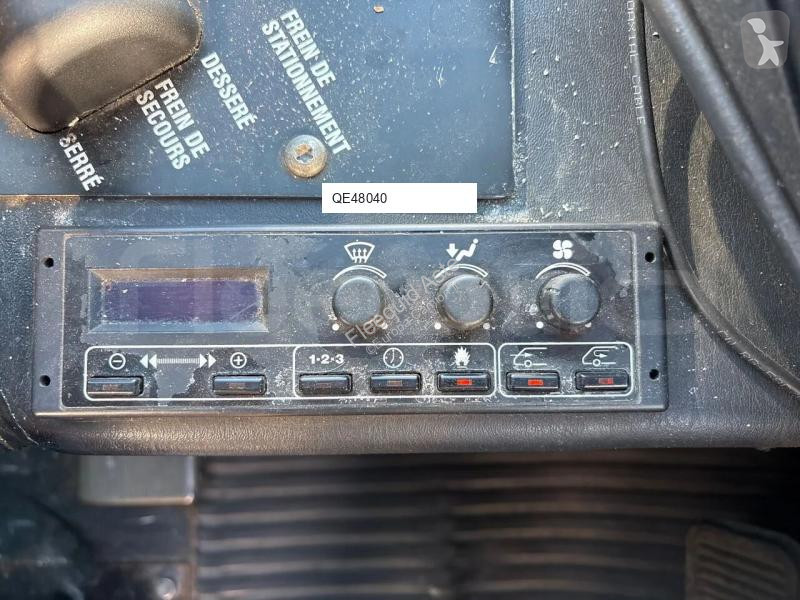 FREIN DE
STATIONNEMENT
DESSERÉ
FREIN DE
SECOURS
SERRÉ
QE48040
1·2·3